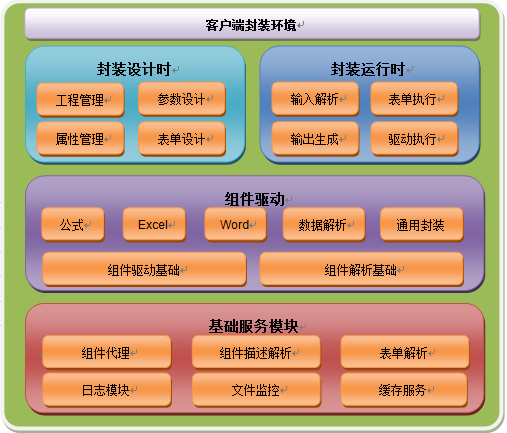 客户端封装环境
封装设计时
封装运行时
工程管理 参数设计
输入解析 表单执行
属性管理 表单设计
输出生成 驱动执行
组件驱动
公式 Excel Word 数据解析 通用封装
组件驱动基础 组件解析基础
基础服务模块
组件代理 组件描述解析 表单解析
日志模块 文件监控 缓存服务